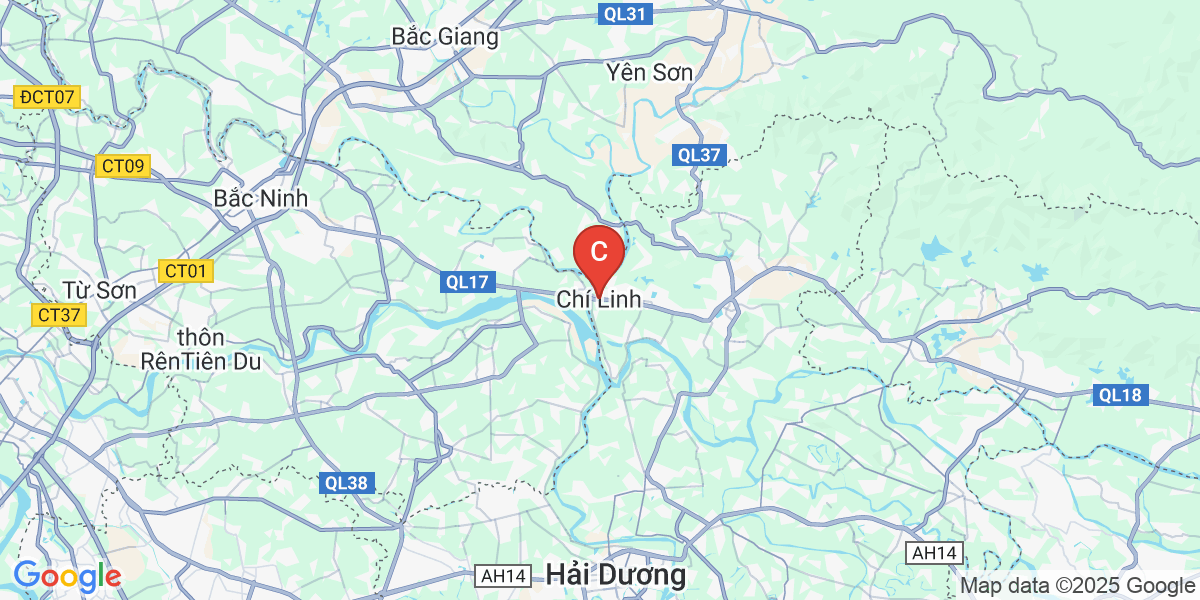 QL31
Bắc Giang
Yên Sơn
ĐCT07
QL37
CT09
Bắc Ninh
C
CT01
QL17
Từ Sơn
Chí Linh
CT37
thôn
RênTiên Du
QL18
QL38
AH14
AH14
Hải Dương
Google
Map data ©2025 Google